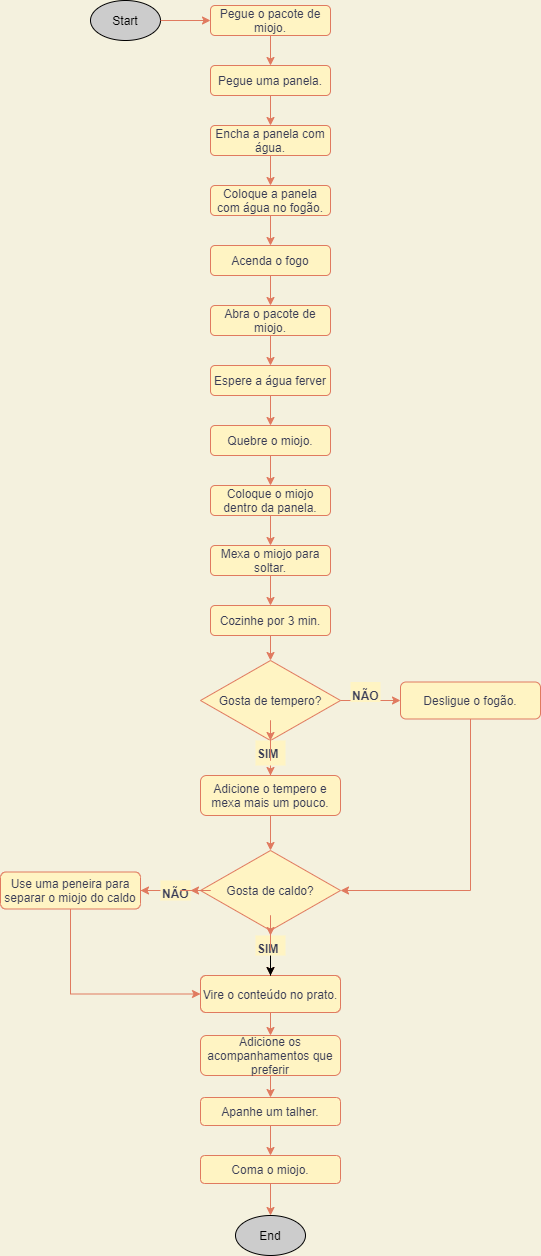 Start
Pegue o pacote de
miojo.
Pegue uma panela.
Encha a panela com
água.
Coloque a panela
com água no fogão.
Acenda o fogo
Abra o pacote de
miojo.
Espere a água ferver
Quebre o miojo.
Coloque o miojo
dentro da panela.
Mexa o miojo para
soltar.
Cozinhe por 3 min.
Gosta de tempero?
NÃO
Desligue o fogão.
SIM
Adicione o tempero e
mexa mais um pouco.
Gosta de caldo?
NÃO
Use uma peneira para
separar o miojo do caldo
SIM
Vire o conteúdo no prato.
Adicione os
acompanhamentos que
preferir
Apanhe um talher.
Coma o miojo.
End